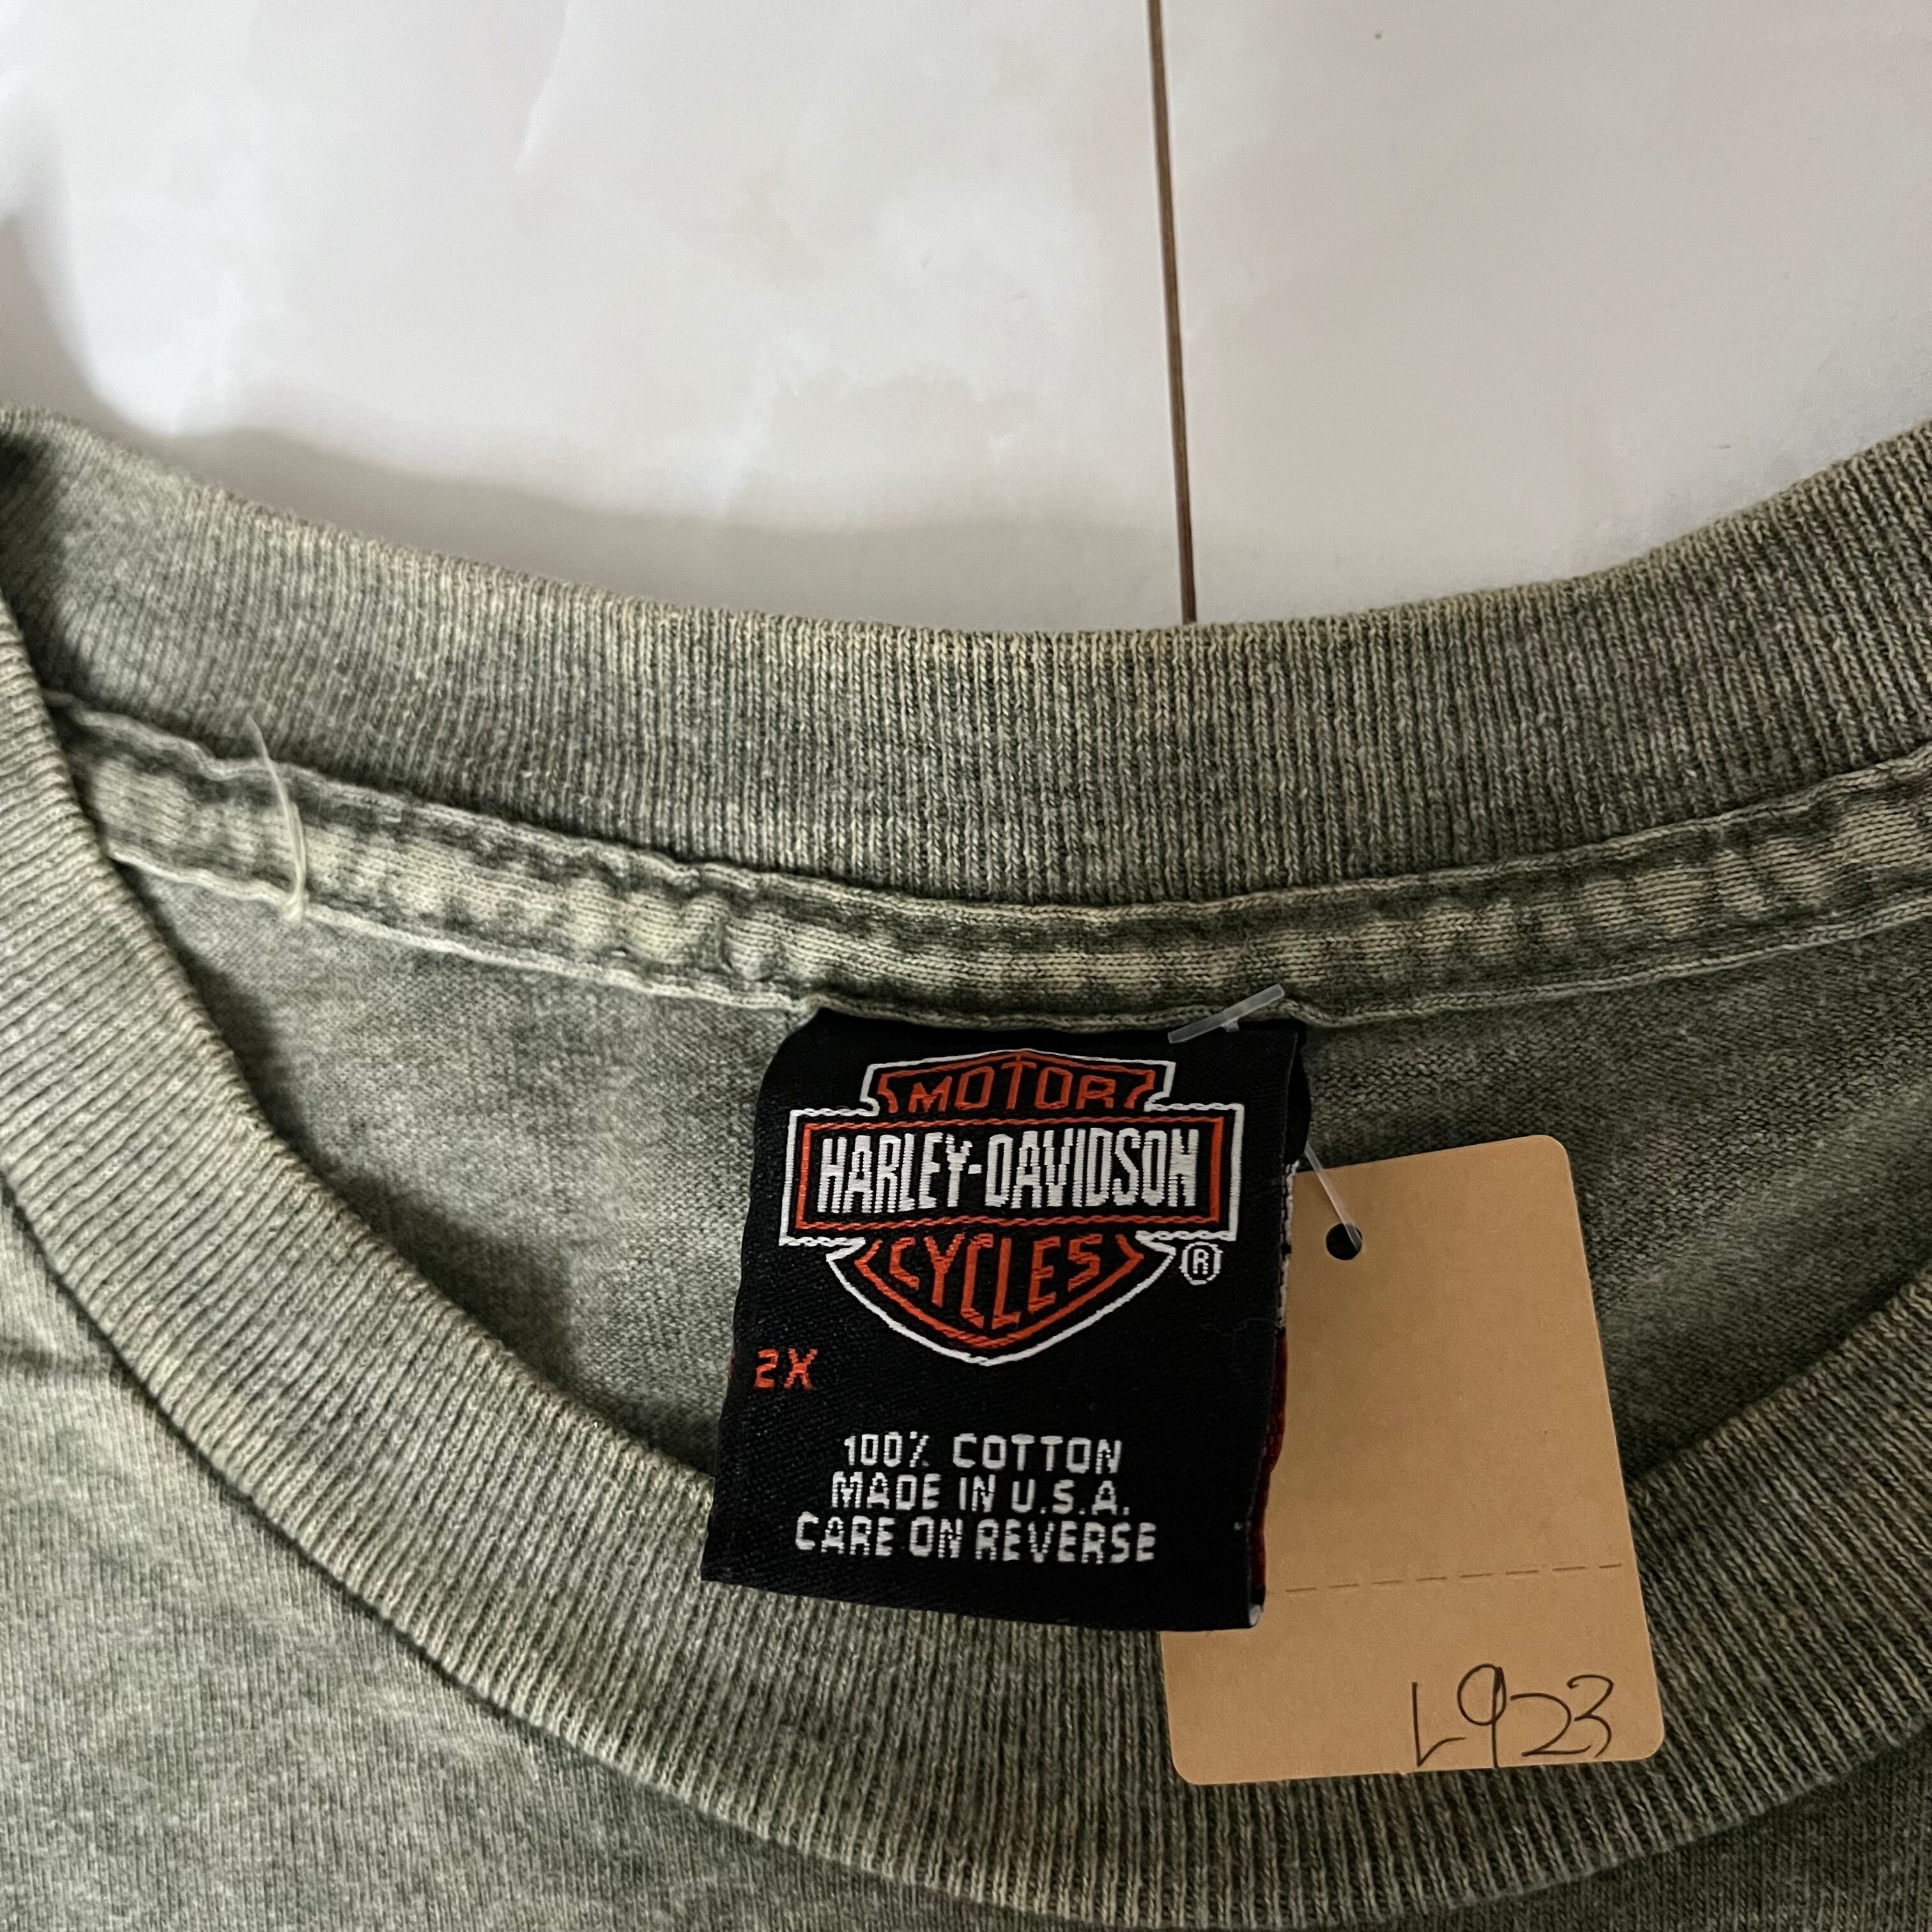 MOTOR
HARLEY-DAVIDSON
CYCLES ®
2X
100% COTTON
MADE IN U.S.A.
CARE ON REVERSE
L923